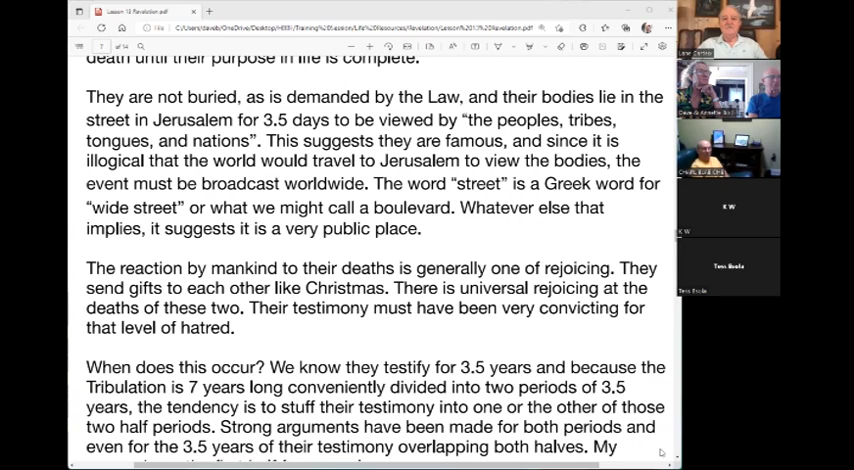 Lesson 13 Revelation.pdf
7 of 14
death until their purpose in life is complete.
They are not buried, as is demanded by the Law, and their bodies lie in the
street in Jerusalem for 3.5 days to be viewed by “the peoples, tribes,
tongues, and nations”. This suggests they are famous, and since it is
illogical that the world would travel to Jerusalem to view the bodies, the
event must be broadcast worldwide. The word “street” is a Greek word for
“wide street” or what we might call a boulevard. Whatever else that
implies, it suggests it is a very public place.
The reaction by mankind to their deaths is generally one of rejoicing. They
send gifts to each other like Christmas. There is universal rejoicing at the
deaths of these two. Their testimony must have been very convicting for
that level of hatred.
When does this occur? We know they testify for 3.5 years and because the
Tribulation is 7 years long conveniently divided into two periods of 3.5
years, the tendency is to stuff their testimony into one or the other of those
two half periods. Strong arguments have been made for both periods and
even for the 3.5 years of their testimony overlapping both halves. My
K W
K W